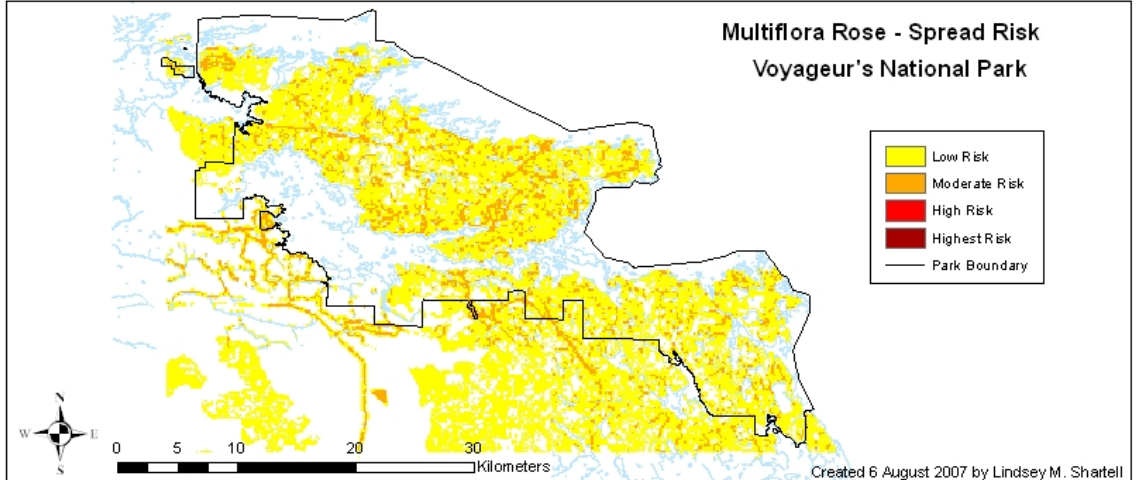 Multiflora Rose - Spread Risk
Voyageur's National Park
Low Risk
Moderate Risk
High Risk
Highest Risk
Park Boundary
N
W E
S
0 5 10 20 30
Kilometers
Created 6 August 2007 by Lindsey M. Shartell